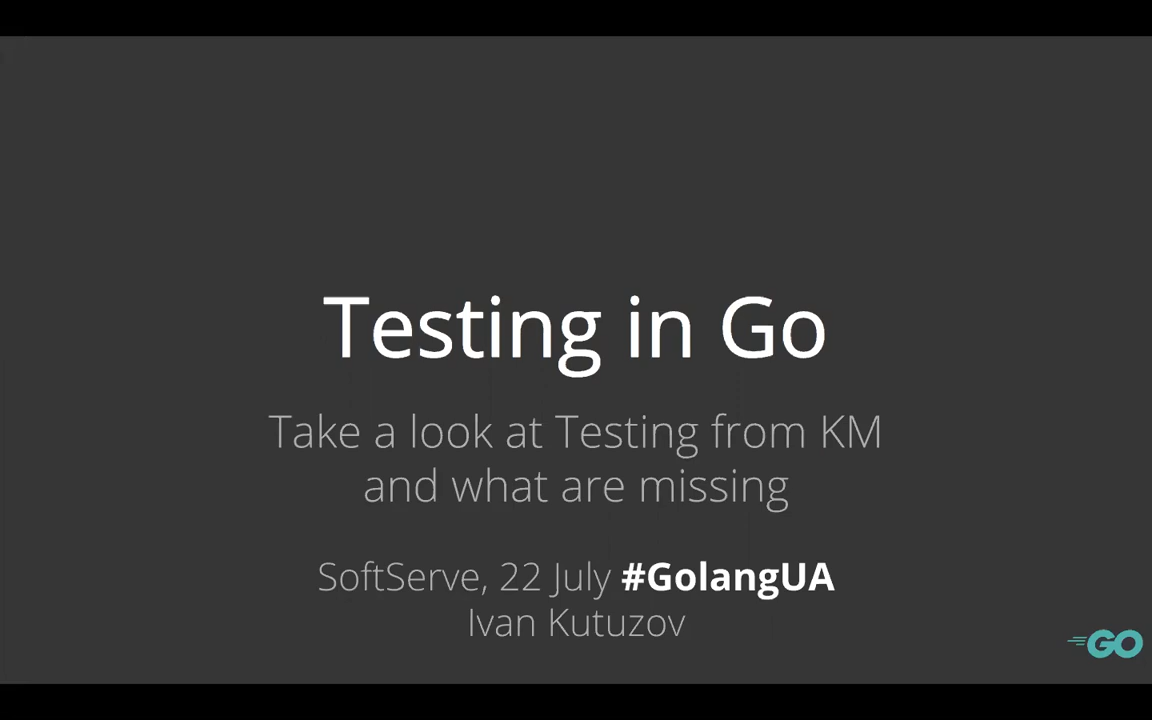 Testing in Go
Take a look at Testing from KM
and what are missing
SoftServe, 22 July #GolangUA
Ivan Kutuzov
GO